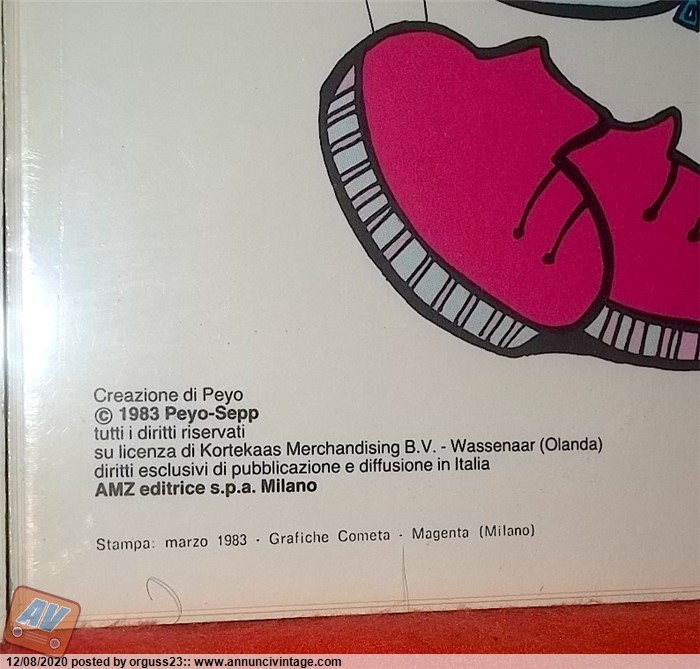 Creazione di Peyo
© 1983 Peyo-Sepp
tutti i diritti riservati
su licenza di Kortekaas Merchandising B.V. - Wassenaar (Olanda)
diritti esclusivi di pubblicazione e diffusione in Italia
AMZ editrice s.p.a. Milano
Stampa: marzo 1983 - Grafiche Cometa - Magenta (Milano)
AV
12/08/2020 posted by orguss23:: www.annuncivintage.com